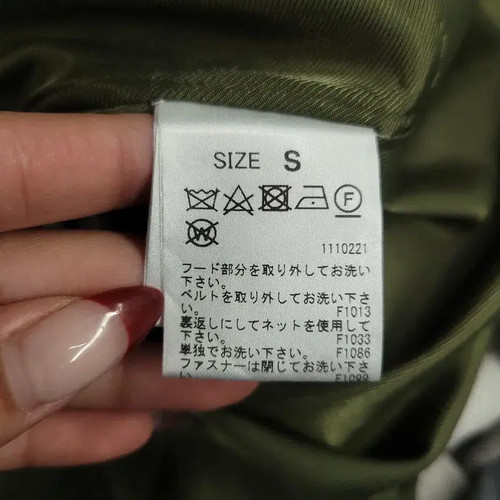 SIZE S
F
W
1110221
フード部分を取り外してお洗い
下さい。
ベルトを取り外してお洗い下さ
い。 F1013
裏返しにしてネットを使用して
下さい。 F1033
単独でお洗い下さい。 F1086
ファスナーは閉じてお洗い下さ
い。 F1099